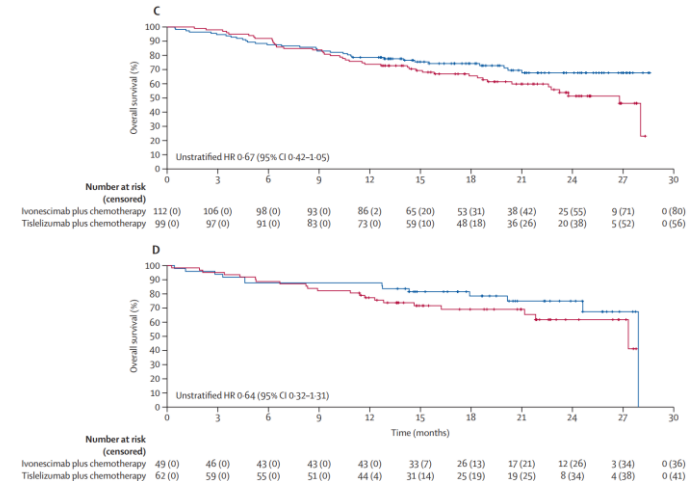 C
100
90
80
70
60
50
40
30
20
10
0
Overall survival (%)
Unstratified HR 0·67 (95% CI 0·42–1·05)
0 3 6 9 12 15 18 21 24 27 30
Number at risk
(censored)
Ivonescimab plus chemotherapy 112 (0) 106 (0) 98 (0) 93 (0) 86 (2) 65 (20) 53 (31) 38 (42) 25 (55) 9 (71) 0 (80)
Tislelizumab plus chemotherapy 99 (0) 97 (0) 91 (0) 83 (0) 73 (0) 59 (10) 48 (18) 36 (26) 20 (38) 5 (52) 0 (56)
D
100
90
80
70
60
50
40
30
20
10
0
Overall survival (%)
Unstratified HR 0·64 (95% CI 0·32–1·31)
0 3 6 9 12 15 18 21 24 27 30
Time (months)
Number at risk
(censored)
Ivonescimab plus chemotherapy 49 (0) 46 (0) 43 (0) 43 (0) 43 (0) 33 (7) 26 (13) 17 (21) 12 (26) 3 (34) 0 (36)
Tislelizumab plus chemotherapy 62 (0) 59 (0) 55 (0) 51 (0) 44 (4) 31 (14) 25 (19) 19 (25) 8 (34) 4 (38) 0 (41)